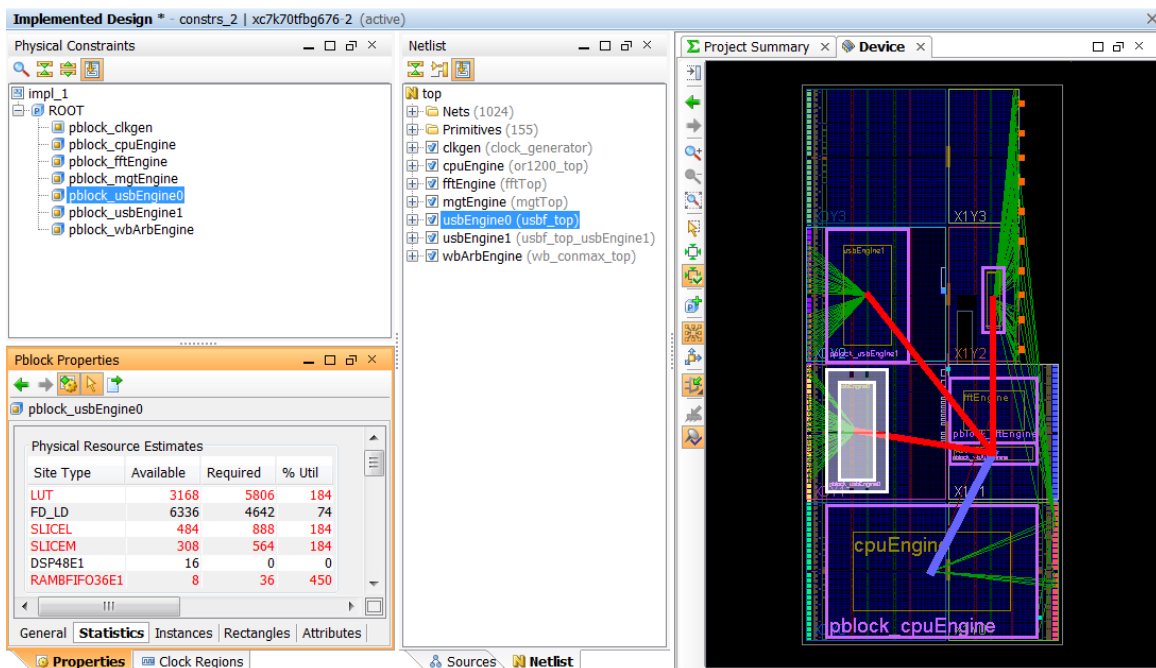 Implemented Design * - constrs_2 | xc7k70tfbg676-2 (active)
Physical Constraints
impl_1
ROOT
pblock_clkgen
pblock_cpuEngine
pblock_fftEngine
pblock_mgtEngine
pblock_usbEngine0
pblock_usbEngine1
pblock_wbArbEngine
Pblock Properties
pblock_usbEngine0
Physical Resource Estimates
Site Type Available Required % Util
LUT 3168 5806 184
FD_LD 6336 4642 74
SLICEL 484 888 184
SLICEM 308 564 184
DSP48E1 16 0 0
RAMBFIFO36E1 8 36 450
General Statistics Instances Rectangles Attributes
Properties Clock Regions
Netlist
top
Nets (1024)
Primitives (155)
clkgen (clock_generator)
cpuEngine (or1200_top)
fftEngine (fftTop)
mgtEngine (mgtTop)
usbEngine0 (usbf_top)
usbEngine1 (usbf_top_usbEngine1)
wbArbEngine (wb_conmax_top)
Sources Netlist
Project Summary Device
X1Y3
usbEngine1
pblock_usbEngine1
X1Y2
fftEngine
pblock_fftEngine
cpuEngine
pblock_cpuEngine